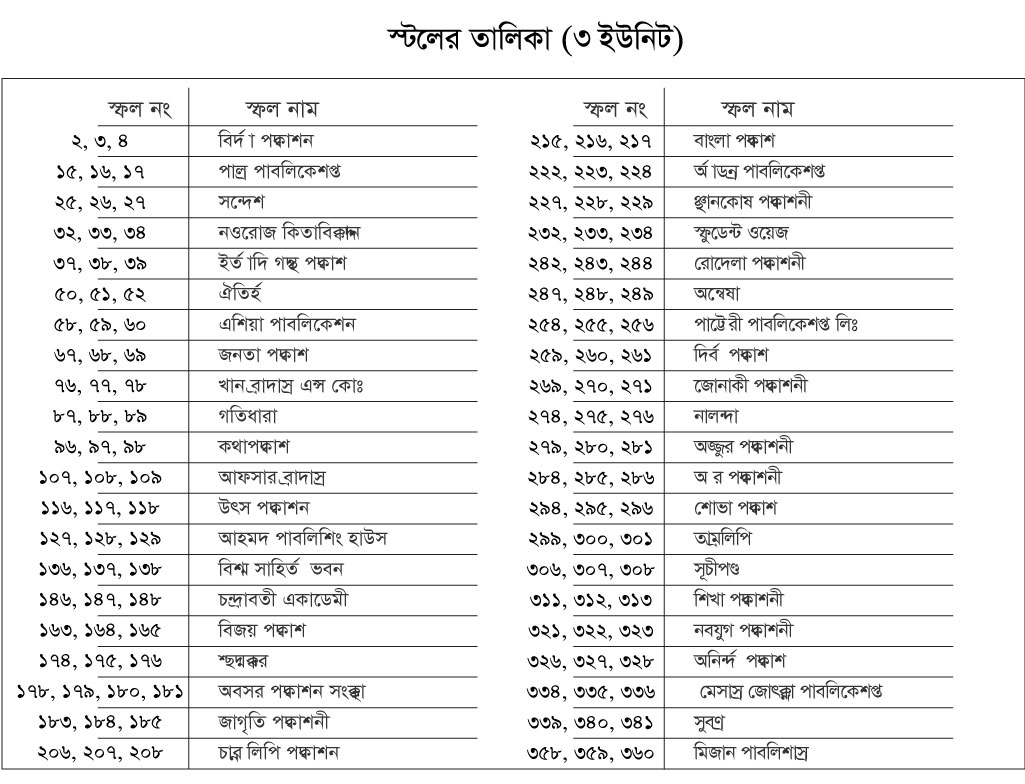 স্টলের তালিকা (৩ ইউনিট)
স্ফল নং স্ফল নাম
২, ৩, ৪ বির্দ া পক্কাশন
১৫, ১৬, ১৭ পাল্র পাবলিকেশপ্ত
২৫, ২৬, ২৭ সন্দেশ
৩২, ৩৩, ৩৪ নওরোজ
৩৭, ৩৮, ৩৯ ইর্ত াদি গন্থ পক্কাশ
৫০, ৫১, ৫২ ঐতির্হ
৫৮, ৫৯, ৬০ এশিয়া পাবলিকেশন
৬৭, ৬৮, ৬৯ জনতা পক্কাশ
৭৬, ৭৭, ৭৮ খান ব্রাদাস্র এন্স কোঃ
৮৭, ৮৮, ৮৯ গতিধারা
৯৬, ৯৭, ৯৮ কথাপক্কাশ
১০৭, ১০৮, ১০৯ আফসার ব্রাদাস্র
১১৬, ১১৭, ১১৮ উৎস পক্কাশন
১২৭, ১২৮, ১২৯ আহমদ পাবলিশিং হাউস
১৩৬, ১৩৭, ১৩৮ বিশ্ম সাহির্ত ভবন
১৪৬, ১৪৭, ১৪৮ চন্দ্রাবতী একাডেমী
১৬৩, ১৬৪, ১৬৫ বিজয় পক্কাশ
১৭৪, ১৭৫, ১৭৬
১৭৮, ১৭৯, ১৮০, ১৮১ অবসর পক্কাশন সংক্কা
১৮৩, ১৮৪, ১৮৫ জাগৃতি পক্কাশনী
২০৬, ২০৭, ২০৮ চারু লিপি পক্কাশন
স্ফল নং স্ফল নাম
২১৫, ২১৬, ২১৭ বাংলা পক্কাশ
২২২, ২২৩, ২২৪ র্অ াডন্র পাবলিকেশপ্ত
২২৭, ২২৮, ২২৯ পক্কাশনী
২৩২, ২৩৩, ২৩৪ স্ফুডেন্ট ওয়েজ
২৪২, ২৪৩, ২৪৪ রোদেলা পক্কাশনী
২৪৭, ২৪৮, ২৪৯ অন্বেষা
২৫৪, ২৫৫, ২৫৬ পাট্টেরী পাবলিকেশপ্ত লিঃ
২৫৯, ২৬০, ২৬১ দির্ব পক্কাশ
২৬৯, ২৭০, ২৭১ জোনাকী পক্কাশনী
২৭৪, ২৭৫, ২৭৬ নালন্দা
২৭৯, ২৮০, ২৮১ অজ্জুর পক্কাশনী
২৮৪, ২৮৫, ২৮৬ অ র পক্কাশনী
২৯৪, ২৯৫, ২৯৬ শোভা পক্কাশ
২৯৯, ৩০০, ৩০১ তাম্রলিপি
৩০৬, ৩০৭, ৩০৮ সূচীপণ্ড
৩১১, ৩১২, ৩১৩ শিখা পক্কাশনী
৩২১, ৩২২, ৩২৩ নবযুগ পক্কাশনী
৩২৬, ৩২৭, ৩২৮ অনির্ন্দ পক্কাশ
৩৩৪, ৩৩৫, ৩৩৬ মেসাস্র জোৎক্লা পাবলিকেশপ্ত
৩৩৯, ৩৪০, ৩৪১ সুবণ্র
৩৫৮, ৩৫৯, ৩৬০ মিজান পাবলিশাস্র